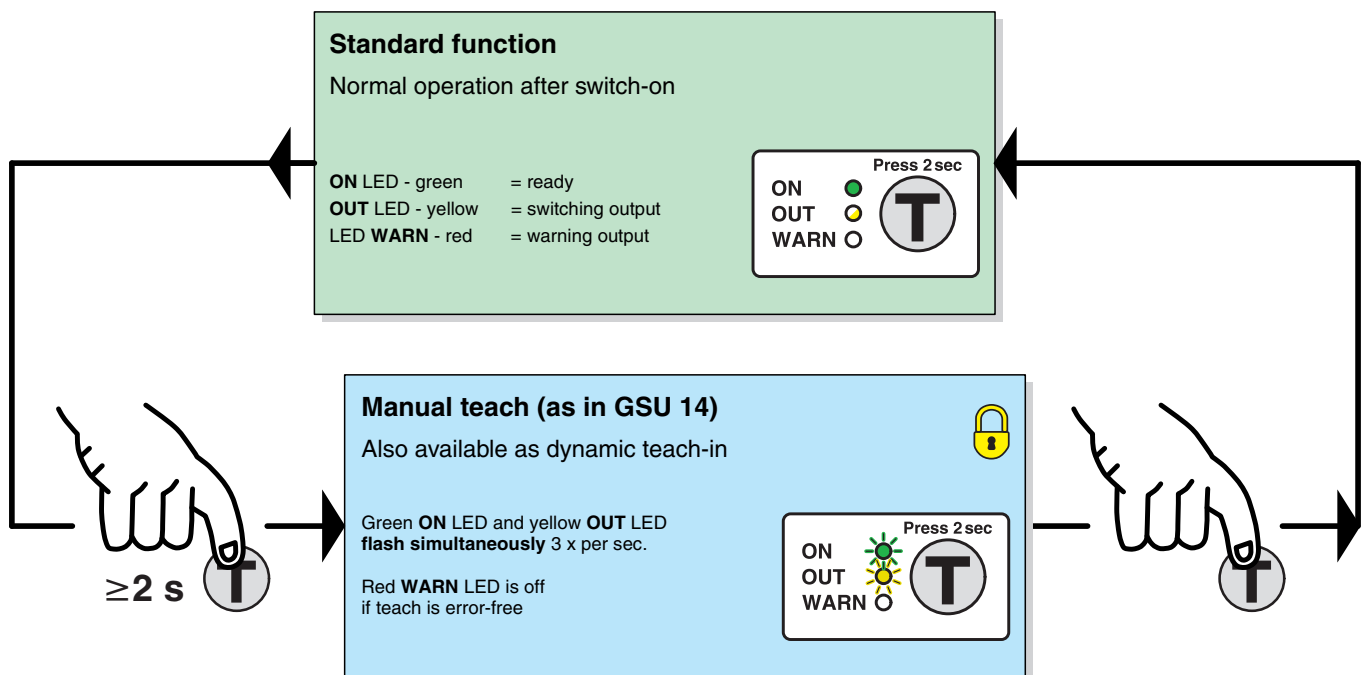 Standard function
Normal operation after switch-on
ON LED - green = ready
OUT LED - yellow = switching output
LED WARN - red = warning output
Press 2 sec
ON
OUT
WARN
T
Manual teach (as in GSU 14)
Also available as dynamic teach-in
Green ON LED and yellow OUT LED
flash simultaneously 3 x per sec.
Red WARN LED is off
if teach is error-free
Press 2 sec
ON
OUT
WARN
T
≥2 s
T
T